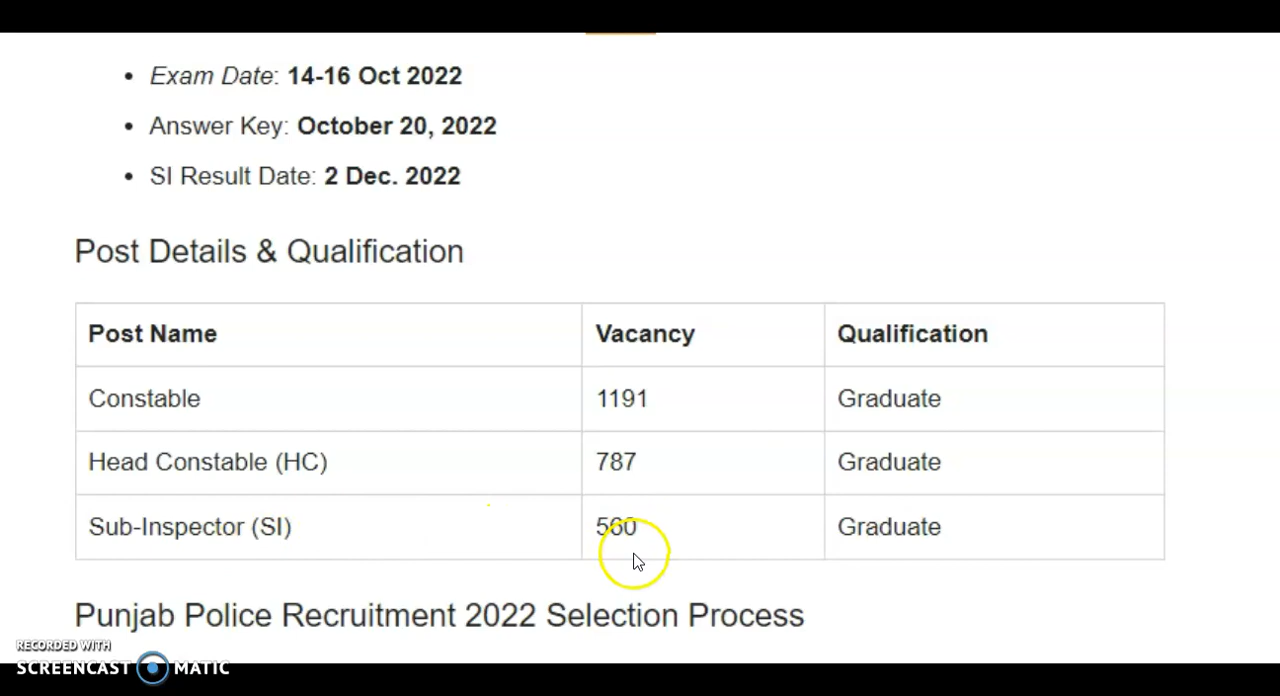 Exam Date: 14-16 Oct 2022
Answer Key: October 20, 2022
SI Result Date: 2 Dec. 2022
Post Details & Qualification
Post Name Vacancy Qualification
Constable 1191 Graduate
Head Constable (HC) 787 Graduate
Sub-Inspector (SI) 560 Graduate
Punjab Police Recruitment 2022 Selection Process
RECORDED WITH
SCREENCAST MATIC